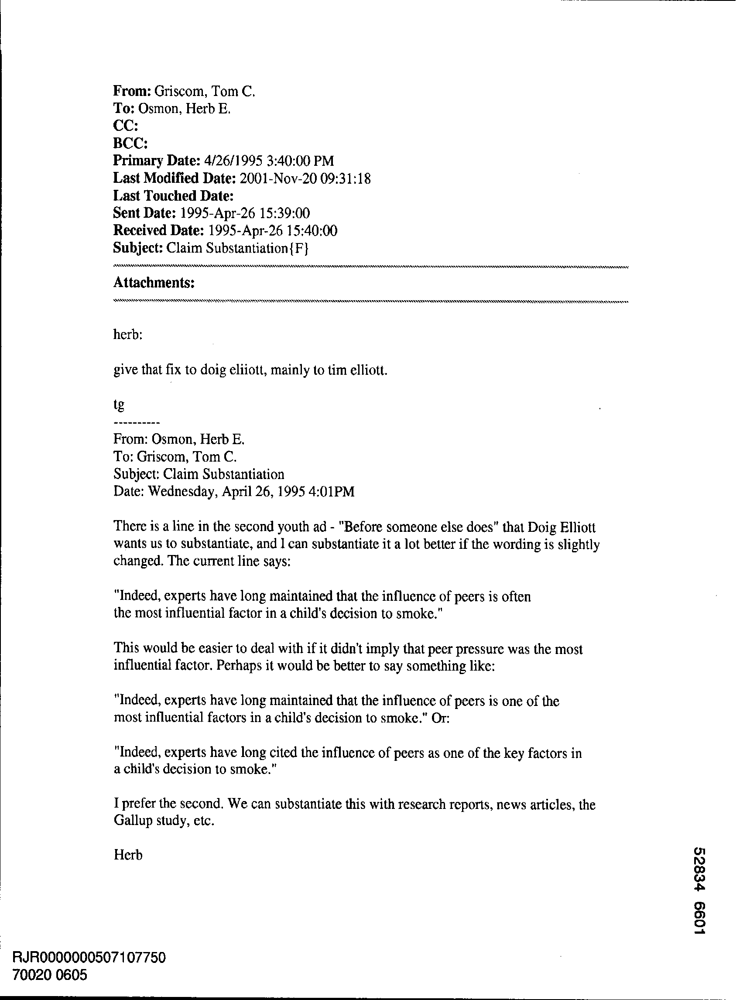 From: Griscom, Tom C.
To: Osmon, Herb E.
CC:
BCC:
Primary Date: 4/26/1995 3:40:00 PM
Last Modified Date: 2001-Nov-20 09:31:18
Last Touched Date:
Sent Date: 1995-Apr-26 15:39:00
Received Date: 1995-Apr-26 15:40:00
Subject: Claim Substantiation{F}
Attachments:
herb:
give that fix to doig eliiott, mainly to tim elliott.
tg
----------
From: Osmon, Herb E.
To: Griscom, Tom C.
Subject: Claim Substantiation
Date: Wednesday, April 26, 1995 4:01PM
There is a line in the second youth ad - "Before someone else does" that Doig Elliott
wants us to substantiate, and I can substantiate it a lot better if the wording is slightly
changed. The current line says:
"Indeed, experts have long maintained that the influence of peers is often
the most influential factor in a child's decision to smoke."
This would be easier to deal with if it didn't imply that peer pressure was the most
influential factor. Perhaps it would be better to say something like:
"Indeed, experts have long maintained that the influence of peers is one of the
most influential factors in a child's decision to smoke." Or:
"Indeed, experts have long cited the influence of peers as one of the key factors in
a child's decision to smoke."
I prefer the second. We can substantiate this with research reports, news articles, the
Gallup study, etc.
Herb
52834 6601
RJR0000000507107750
70020 0605